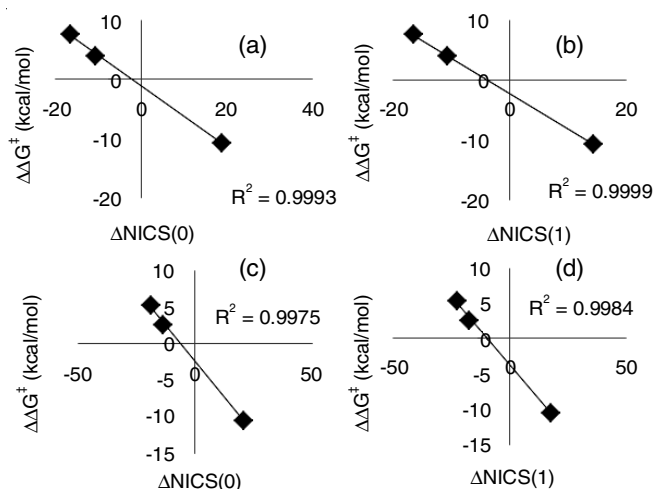 (a)
ΔΔG‡ (kcal/mol)
10
0
-10
-20
-20 0 20 40
R² = 0.9993
ΔNICS(0)
(b)
ΔΔG‡ (kcal/mol)
10
0
-10
-20
-20 0 20
R² = 0.9999
ΔNICS(1)
(c)
ΔΔG‡ (kcal/mol)
10
5
0
-5
-10
-15
-50 0 50
R² = 0.9975
ΔNICS(0)
(d)
ΔΔG‡ (kcal/mol)
10
5
0
-5
-10
-15
-50 0 50
R² = 0.9984
ΔNICS(1)